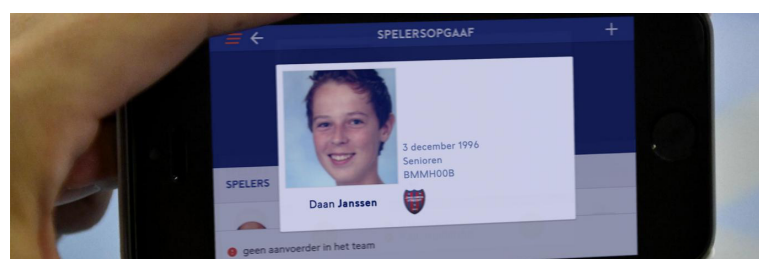 SPELERSOPGAAF
3 december 1996
Senioren
BMMH00B
Daan Janssen
SPELERS
geen aanvoerder in het team